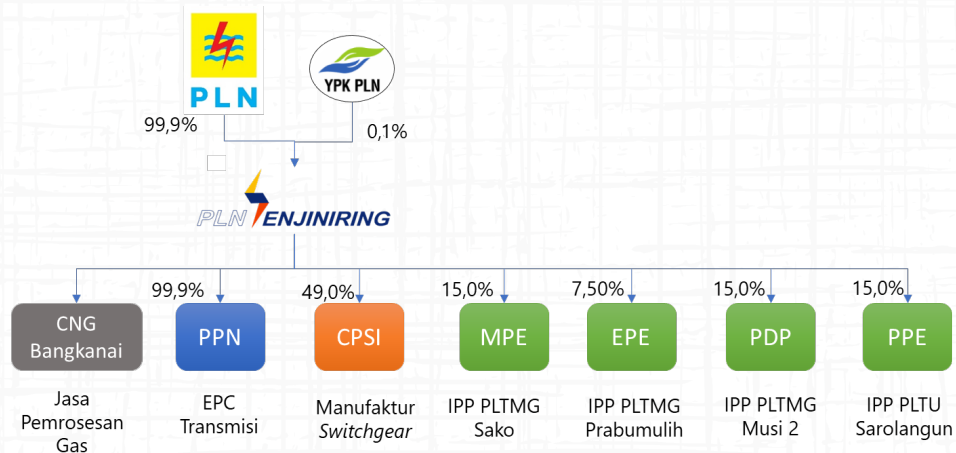 PLN
YPK PLN
99,9%
0,1%
PLN ENJINIRING
99,9%
49,0%
15,0%
7,50%
15,0%
15,0%
CNG
Bangkanai
PPN
CPSI
MPE
EPE
PDP
PPE
Jasa
Pemrosesan
Gas
EPC
Transmisi
Manufaktur
Switchgear
IPP PLTMG
Sako
IPP PLTMG
Prabumulih
IPP PLTMG
Musi 2
IPP PLTU
Sarolangun